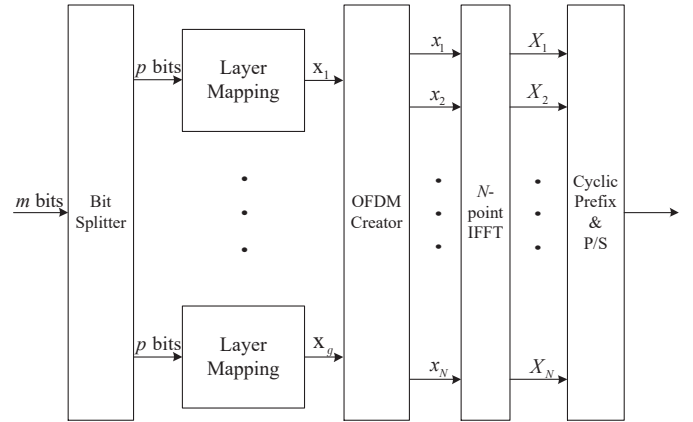 m bits
Bit
Splitter
p bits
Layer
Mapping
x1
p bits
Layer
Mapping
xg
OFDM
Creator
x1
x2
xN
N-
point
IFFT
X1
X2
XN
Cyclic
Prefix
&
P/S